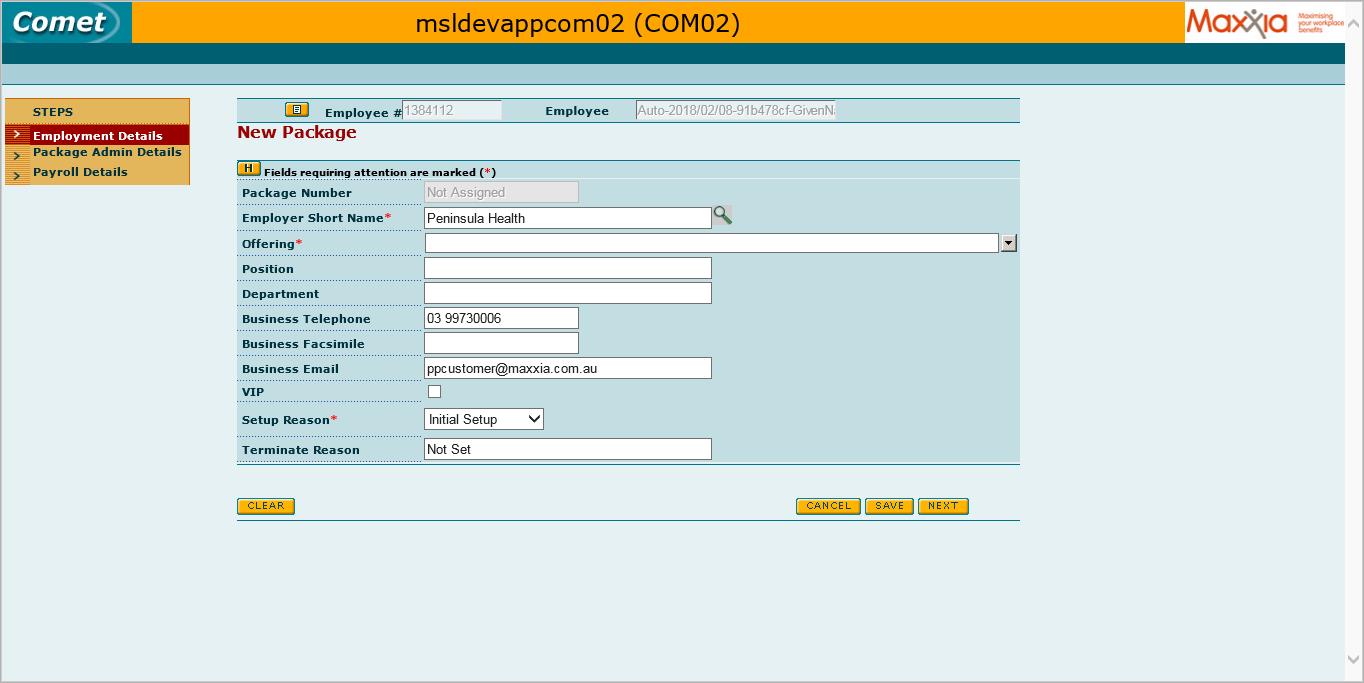 Comet msldevappcom02 (COM02) Maxxia Maximising your workplace benefits
STEPS
Employment Details
Package Admin Details
Payroll Details
Employee # 1384112 Employee Auto-2018/02/08-91b478cf-GivenNa
New Package
H Fields requiring attention are marked (*)
Package Number Not Assigned
Employer Short Name* Peninsula Health
Offering*
Position
Department
Business Telephone 03 99730006
Business Facsimile
Business Email ppcustomer@maxxia.com.au
VIP
Setup Reason* Initial Setup
Terminate Reason Not Set
CLEAR CANCEL SAVE NEXT